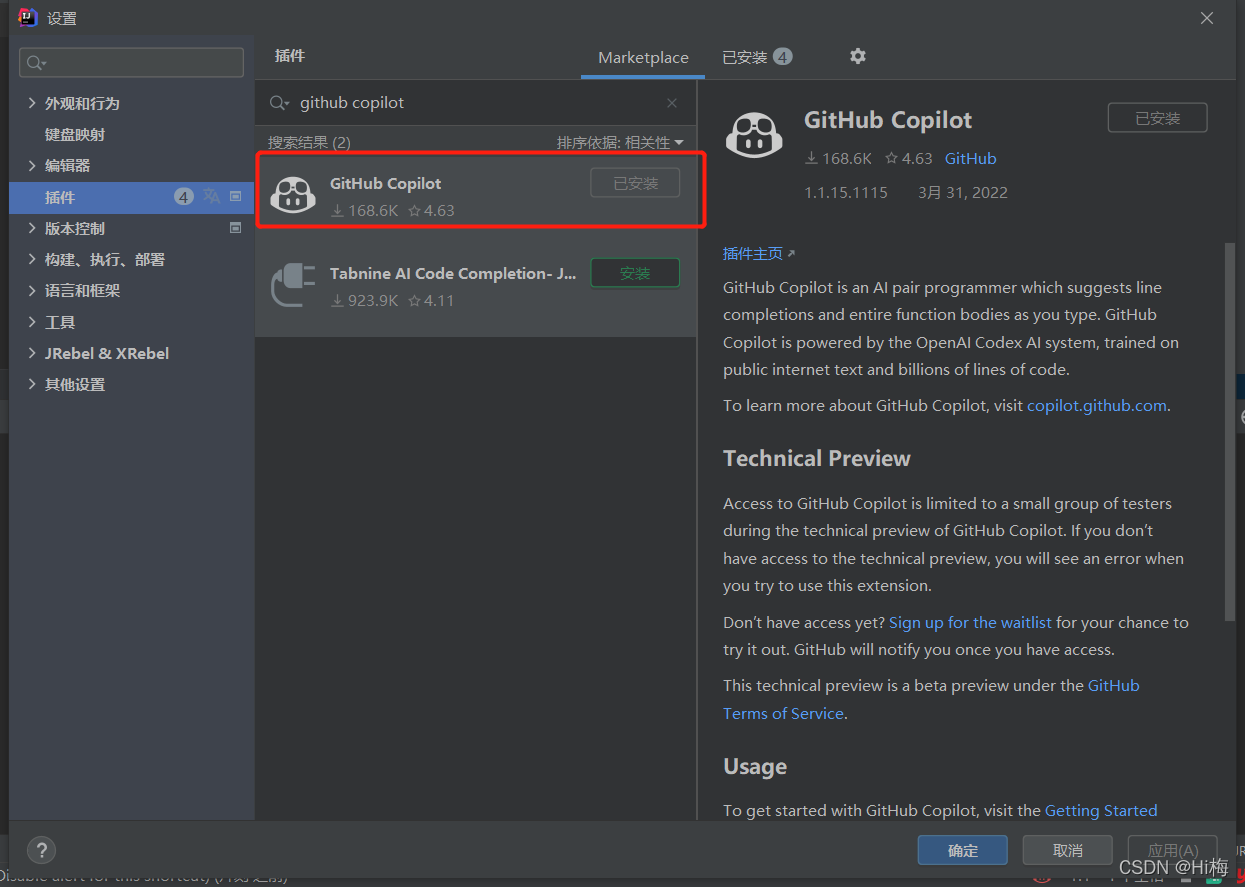 设置
插件
Marketplace
已安装 4
外观和行为
键盘映射
编辑器
插件 4
版本控制
构建、执行、部署
语言和框架
工具
JRebel & XRebel
其他设置
github copilot
搜索结果 (2)
排序依据: 相关性
GitHub Copilot
已安装
168.6K 4.63
Tabnine AI Code Completion- J...
安装
923.9K 4.11
GitHub Copilot
已安装
168.6K 4.63 GitHub
1.1.15.1115 3月 31, 2022
插件主页
GitHub Copilot is an AI pair programmer which suggests line
completions and entire function bodies as you type. GitHub
Copilot is powered by the OpenAI Codex AI system, trained on
public internet text and billions of lines of code.
To learn more about GitHub Copilot, visit copilot.github.com.
Technical Preview
Access to GitHub Copilot is limited to a small group of testers
during the technical preview of GitHub Copilot. If you don’t
have access to the technical preview, you will see an error when
you try to use this extension.
Don’t have access yet? Sign up for the waitlist for your chance to
try it out. GitHub will notify you once you have access.
This technical preview is a beta preview under the GitHub
Terms of Service.
Usage
To get started with GitHub Copilot, visit the Getting Started
?
确定
取消
应用(A)
CSDN @Hi梅